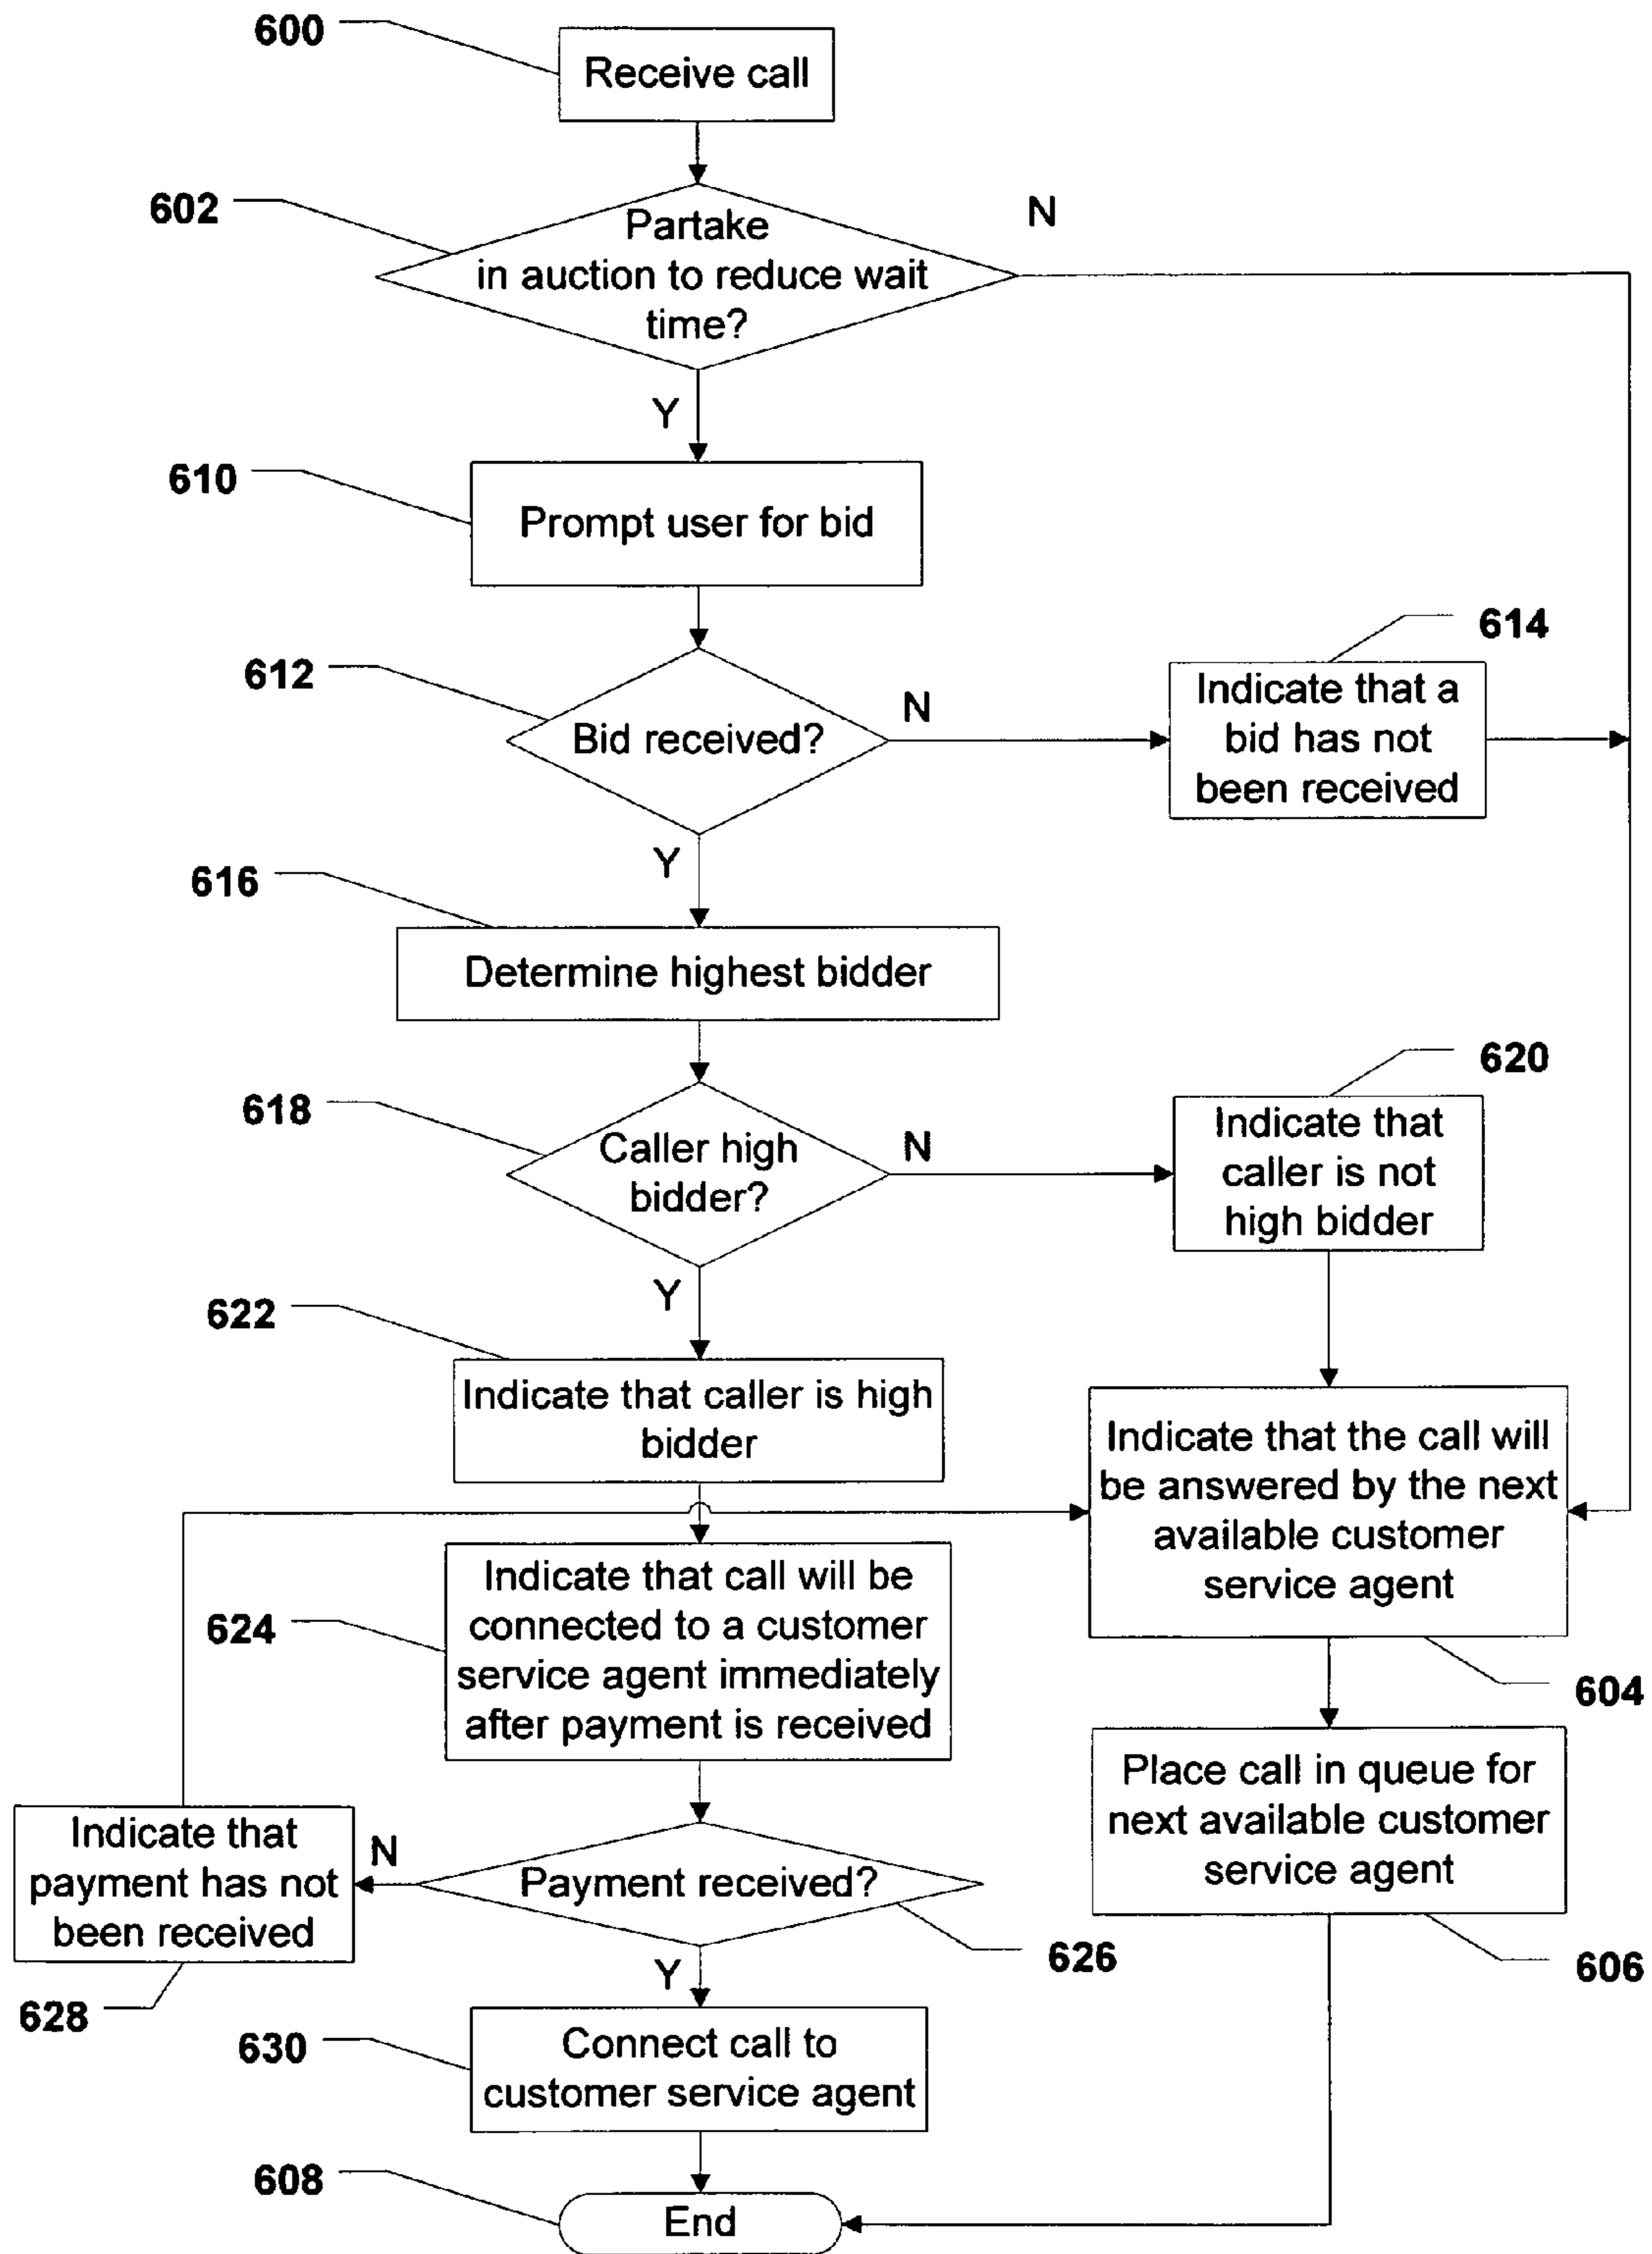 600
Receive call
602
Partake
in auction to reduce wait
time?
N
Y
610
Prompt user for bid
612
Bid received?
N
614
Indicate that a
bid has not
been received
Y
616
Determine highest bidder
618
Caller high
bidder?
N
620
Indicate that
caller is not
high bidder
Y
622
Indicate that caller is high
bidder
Indicate that the call will
be answered by the next
available customer
service agent
604
624
Indicate that call will be
connected to a customer
service agent immediately
after payment is received
Place call in queue for
next available customer
service agent
606
Payment received?
626
N
Indicate that
payment has not
been received
628
Y
630
Connect call to
customer service agent
608
End